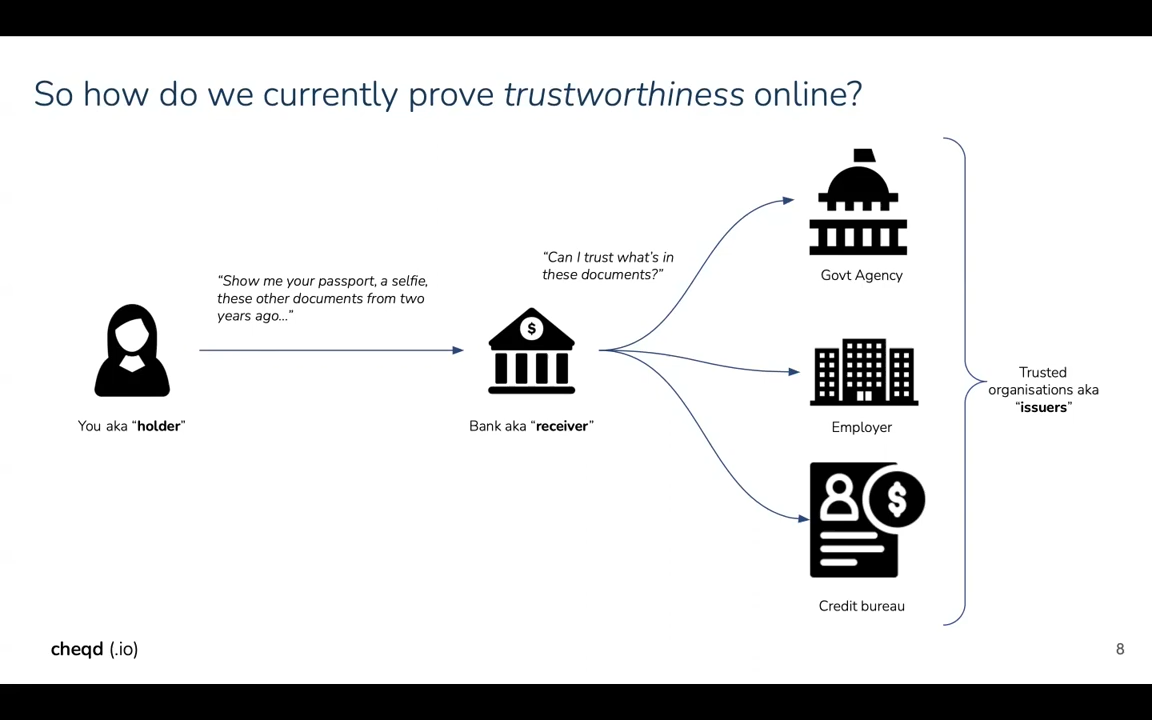 So how do we currently prove trustworthiness online?
“Show me your passport, a selfie,
these other documents from two
years ago…”
“Can I trust what’s in
these documents?”
$
You aka “holder”
Bank aka “receiver”
Govt Agency
Employer
$
Credit bureau
Trusted
organisations aka
“issuers”
cheqd (.io)
8